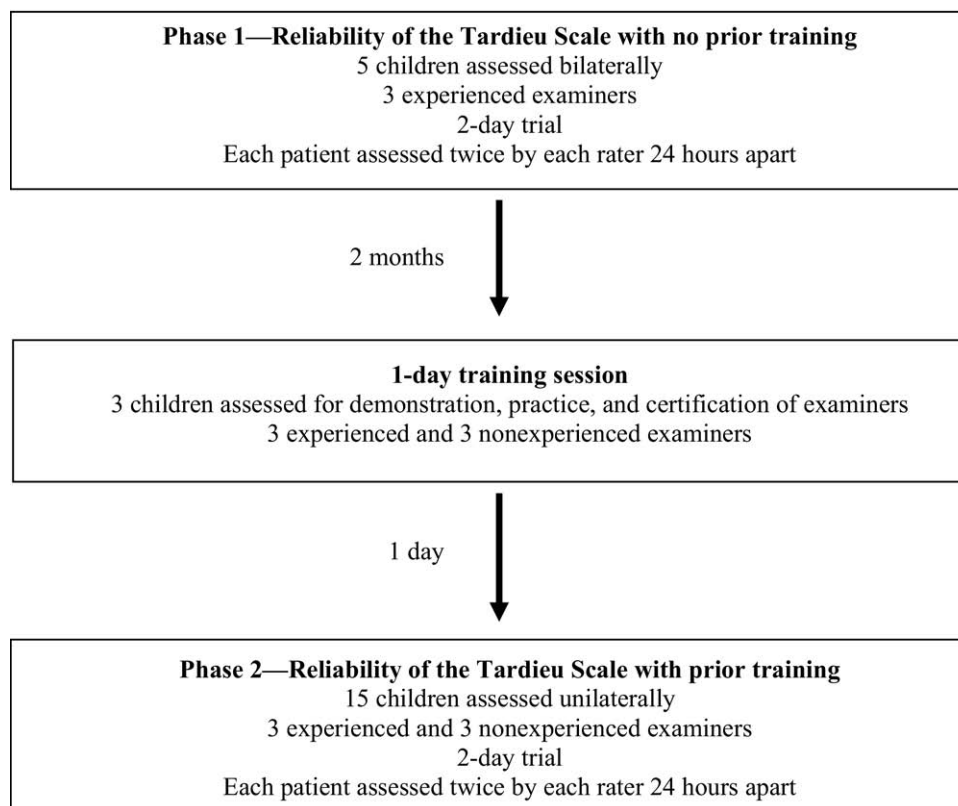 Phase 1—Reliability of the Tardieu Scale with no prior training
5 children assessed bilaterally
3 experienced examiners
2-day trial
Each patient assessed twice by each rater 24 hours apart
2 months
1-day training session
3 children assessed for demonstration, practice, and certification of examiners
3 experienced and 3 nonexperienced examiners
1 day
Phase 2—Reliability of the Tardieu Scale with prior training
15 children assessed unilaterally
3 experienced and 3 nonexperienced examiners
2-day trial
Each patient assessed twice by each rater 24 hours apart